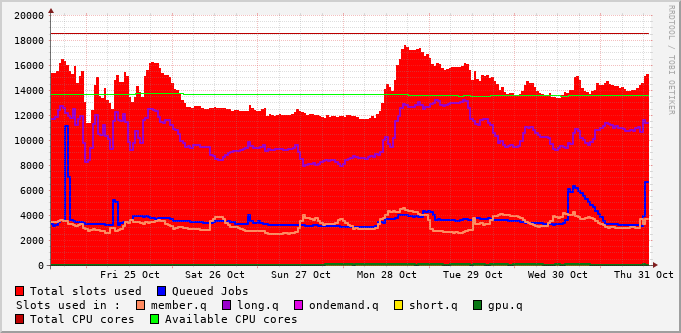 20000
18000
16000
14000
12000
10000
8000
6000
4000
2000
0
Fri 25 Oct Sat 26 Oct Sun 27 Oct Mon 28 Oct Tue 29 Oct Wed 30 Oct Thu 31 Oct
Total slots used Queued Jobs
Slots used in : member.q long.q ondemand.q short.q gpu.q
Total CPU cores Available CPU cores
RRDTOOL / TOBI OETIKER